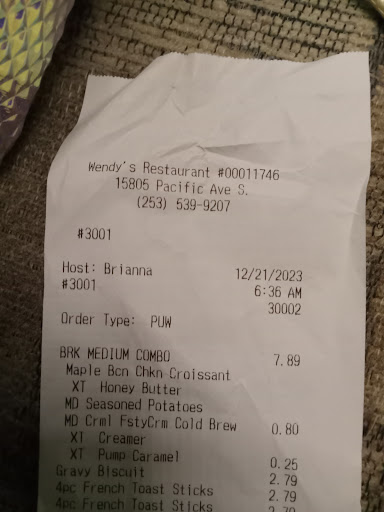 Wendy's Restaurant #00011746
15805 Pacific Ave S.
(253) 539-9207
#3001
Host: Brianna 12/21/2023
#3001 6:36 AM
30002
Order Type: PUW
BRK MEDIUM COMBO 7.89
Maple Bcn Chkn Croissant
XT Honey Butter
MD Seasoned Potatoes
MD Crml FstyCrm Cold Brew 0.80
XT Creamer
XT Pump Caramel 0.25
Gravy Biscuit 2.79
4pc French Toast Sticks 2.79
4pc French Toast Sticks 2.79